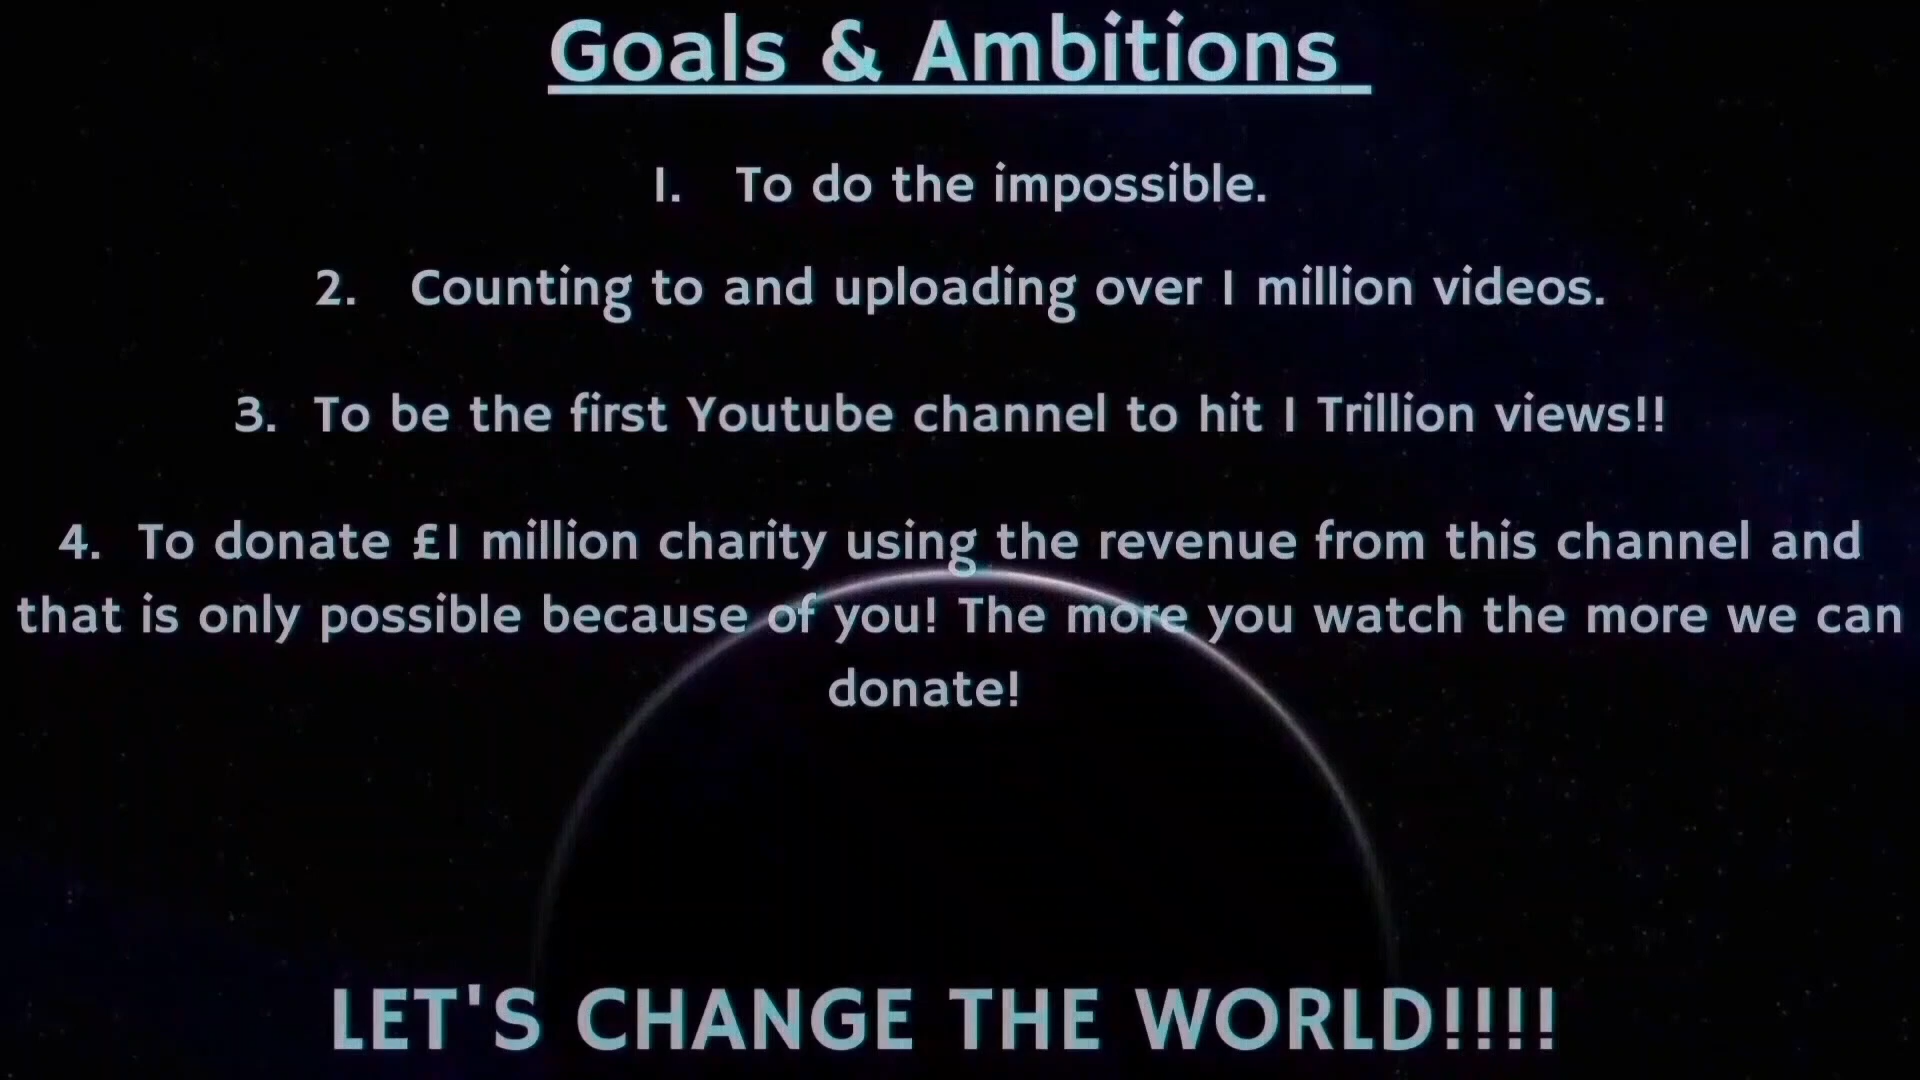 Goals & Ambitions
1. To do the impossible.
2. Counting to and uploading over 1 million videos.
3. To be the first Youtube channel to hit 1 Trillion views!!
4. To donate £1 million charity using the revenue from this channel and
that is only possible because of you! The more you watch the more we can
donate!
LET'S CHANGE THE WORLD!!!!